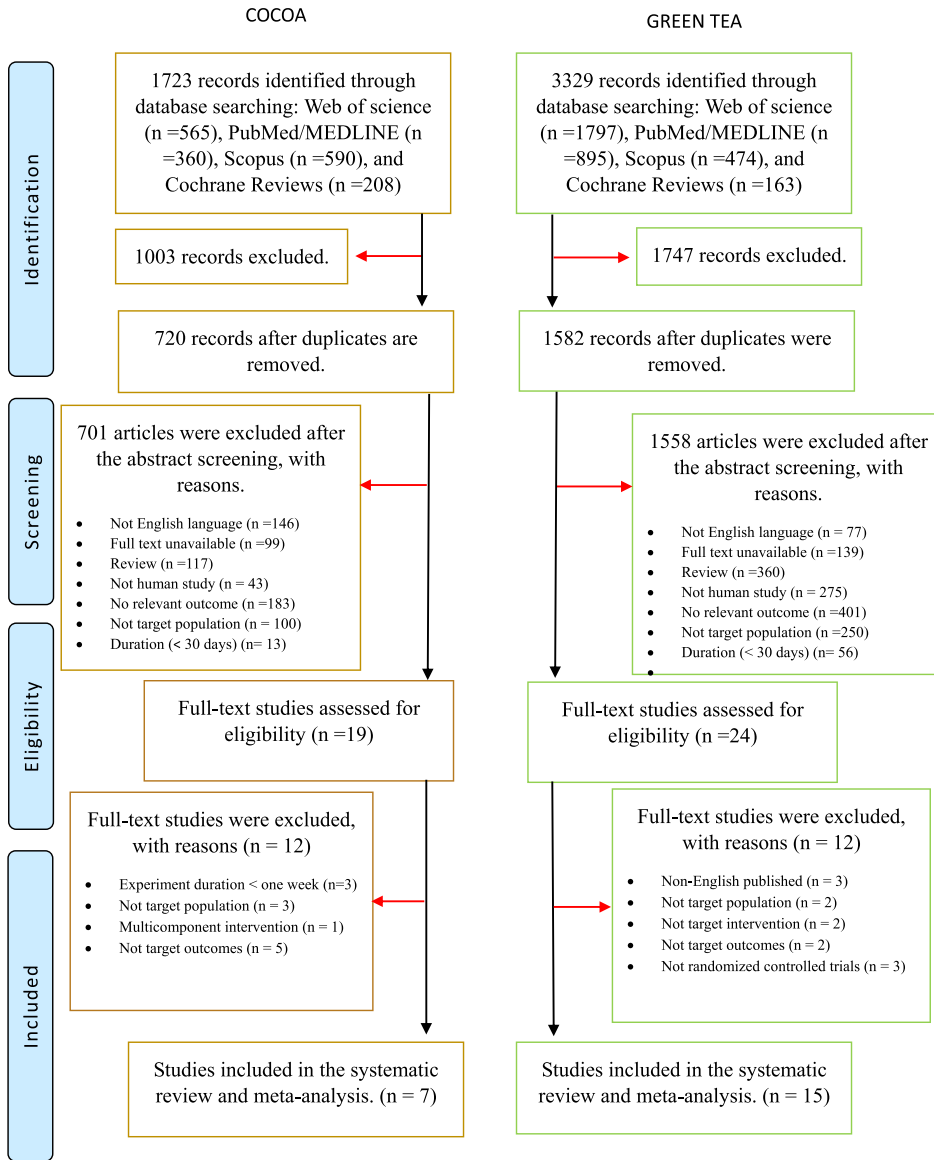 COCOA
GREEN TEA
Identification
1723 records identified through
database searching: Web of science
(n =565), PubMed/MEDLINE (n
=360), Scopus (n =590), and
Cochrane Reviews (n =208)
3329 records identified through
database searching: Web of science
(n =1797), PubMed/MEDLINE (n
=895), Scopus (n =474), and
Cochrane Reviews (n =163)
1003 records excluded.
1747 records excluded.
720 records after duplicates are
removed.
1582 records after duplicates were
removed.
Screening
701 articles were excluded after
the abstract screening, with
reasons.
• Not English language (n =146)
• Full text unavailable (n =99)
• Review (n =117)
• Not human study (n = 43)
• No relevant outcome (n =183)
• Not target population (n = 100)
• Duration (< 30 days) (n= 13)
1558 articles were excluded after
the abstract screening, with
reasons.
• Not English language (n = 77)
• Full text unavailable (n =139)
• Review (n =360)
• Not human study (n = 275)
• No relevant outcome (n =401)
• Not target population (n =250)
• Duration (< 30 days) (n= 56)
•
Eligibility
Full-text studies assessed for
eligibility (n =19)
Full-text studies assessed for
eligibility (n =24)
Full-text studies were excluded,
with reasons (n = 12)
• Experiment duration < one week (n=3)
• Not target population (n = 3)
• Multicomponent intervention (n = 1)
• Not target outcomes (n = 5)
Full-text studies were excluded,
with reasons (n = 12)
• Non-English published (n = 3)
• Not target population (n = 2)
• Not target intervention (n = 2)
• Not target outcomes (n = 2)
• Not randomized controlled trials (n = 3)
Included
Studies included in the systematic
review and meta-analysis. (n = 7)
Studies included in the systematic
review and meta-analysis. (n = 15)